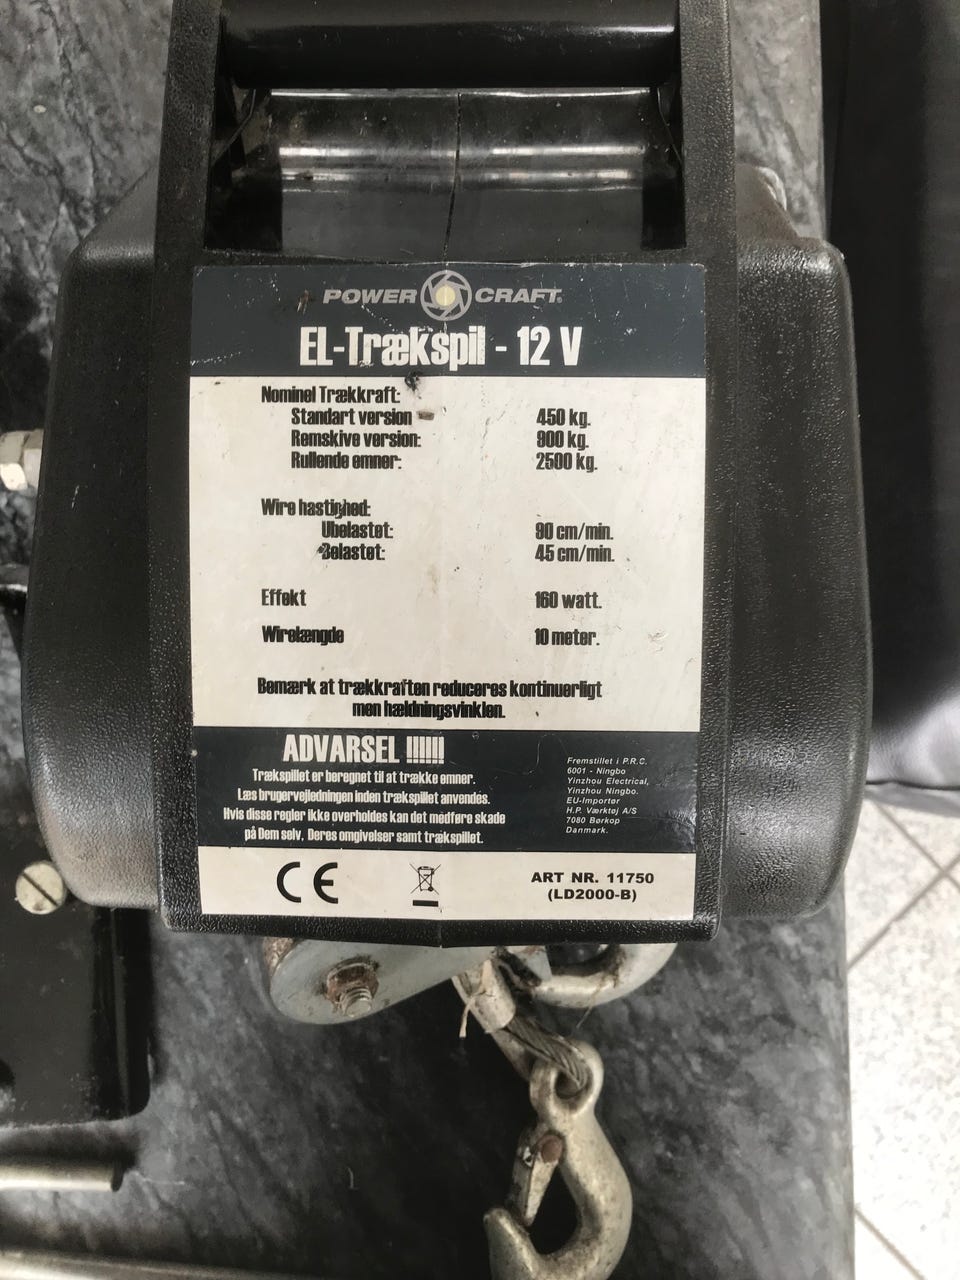 POWER CRAFT
EL-Trækspil - 12 V
Nominel Trækkraft:
Standart version 450 kg.
Remskive version: 900 kg.
Rullende emner: 2500 kg.
Wire hastighed:
Ubelastet: 90 cm/min.
Belastet: 45 cm/min.
Effekt 160 watt.
Wirelængde 10 meter.
Bemærk at trækkraften reduceres kontinuerligt
men hældningsvinklen.
ADVARSEL !!!!!!
Trækspillet er beregnet til at trække emner.
Læs brugervejledningen inden trækspillet anvendes.
Hvis disse regler ikke overholdes kan det medføre skade
på Dem selv, Deres omgivelser samt trækspillet.
Fremstillet i P.R.C.
6001 - Ningbo
Yinzhou Electrical,
Yinzhou Ningbo.
EU-Importør
H.P. Værktøj A/S
7080 Børkop
Danmark.
CE
ART NR. 11750
(LD2000-B)